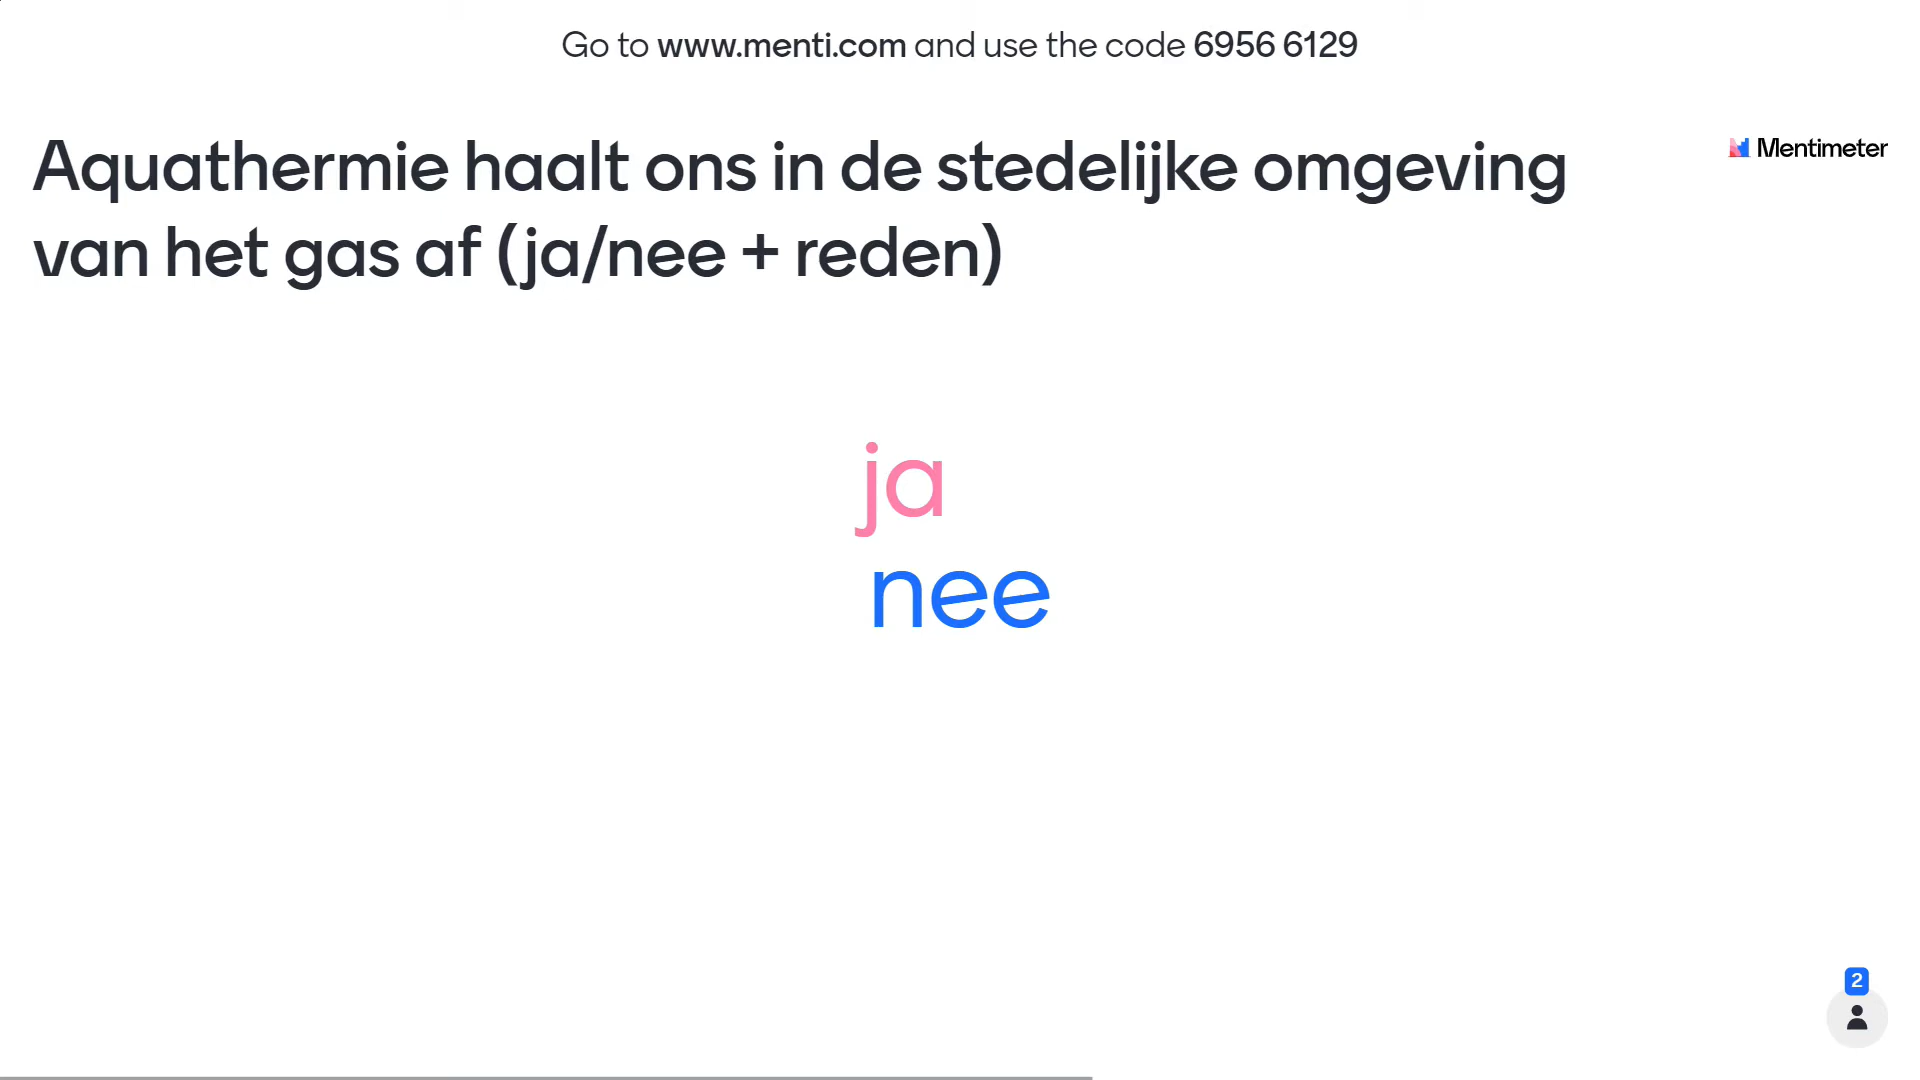 Go to www.menti.com and use the code 6956 6129
Aquathermie haalt ons in de stedelijke omgeving
van het gas af (ja/nee + reden)
Mentimeter
ja
nee
2